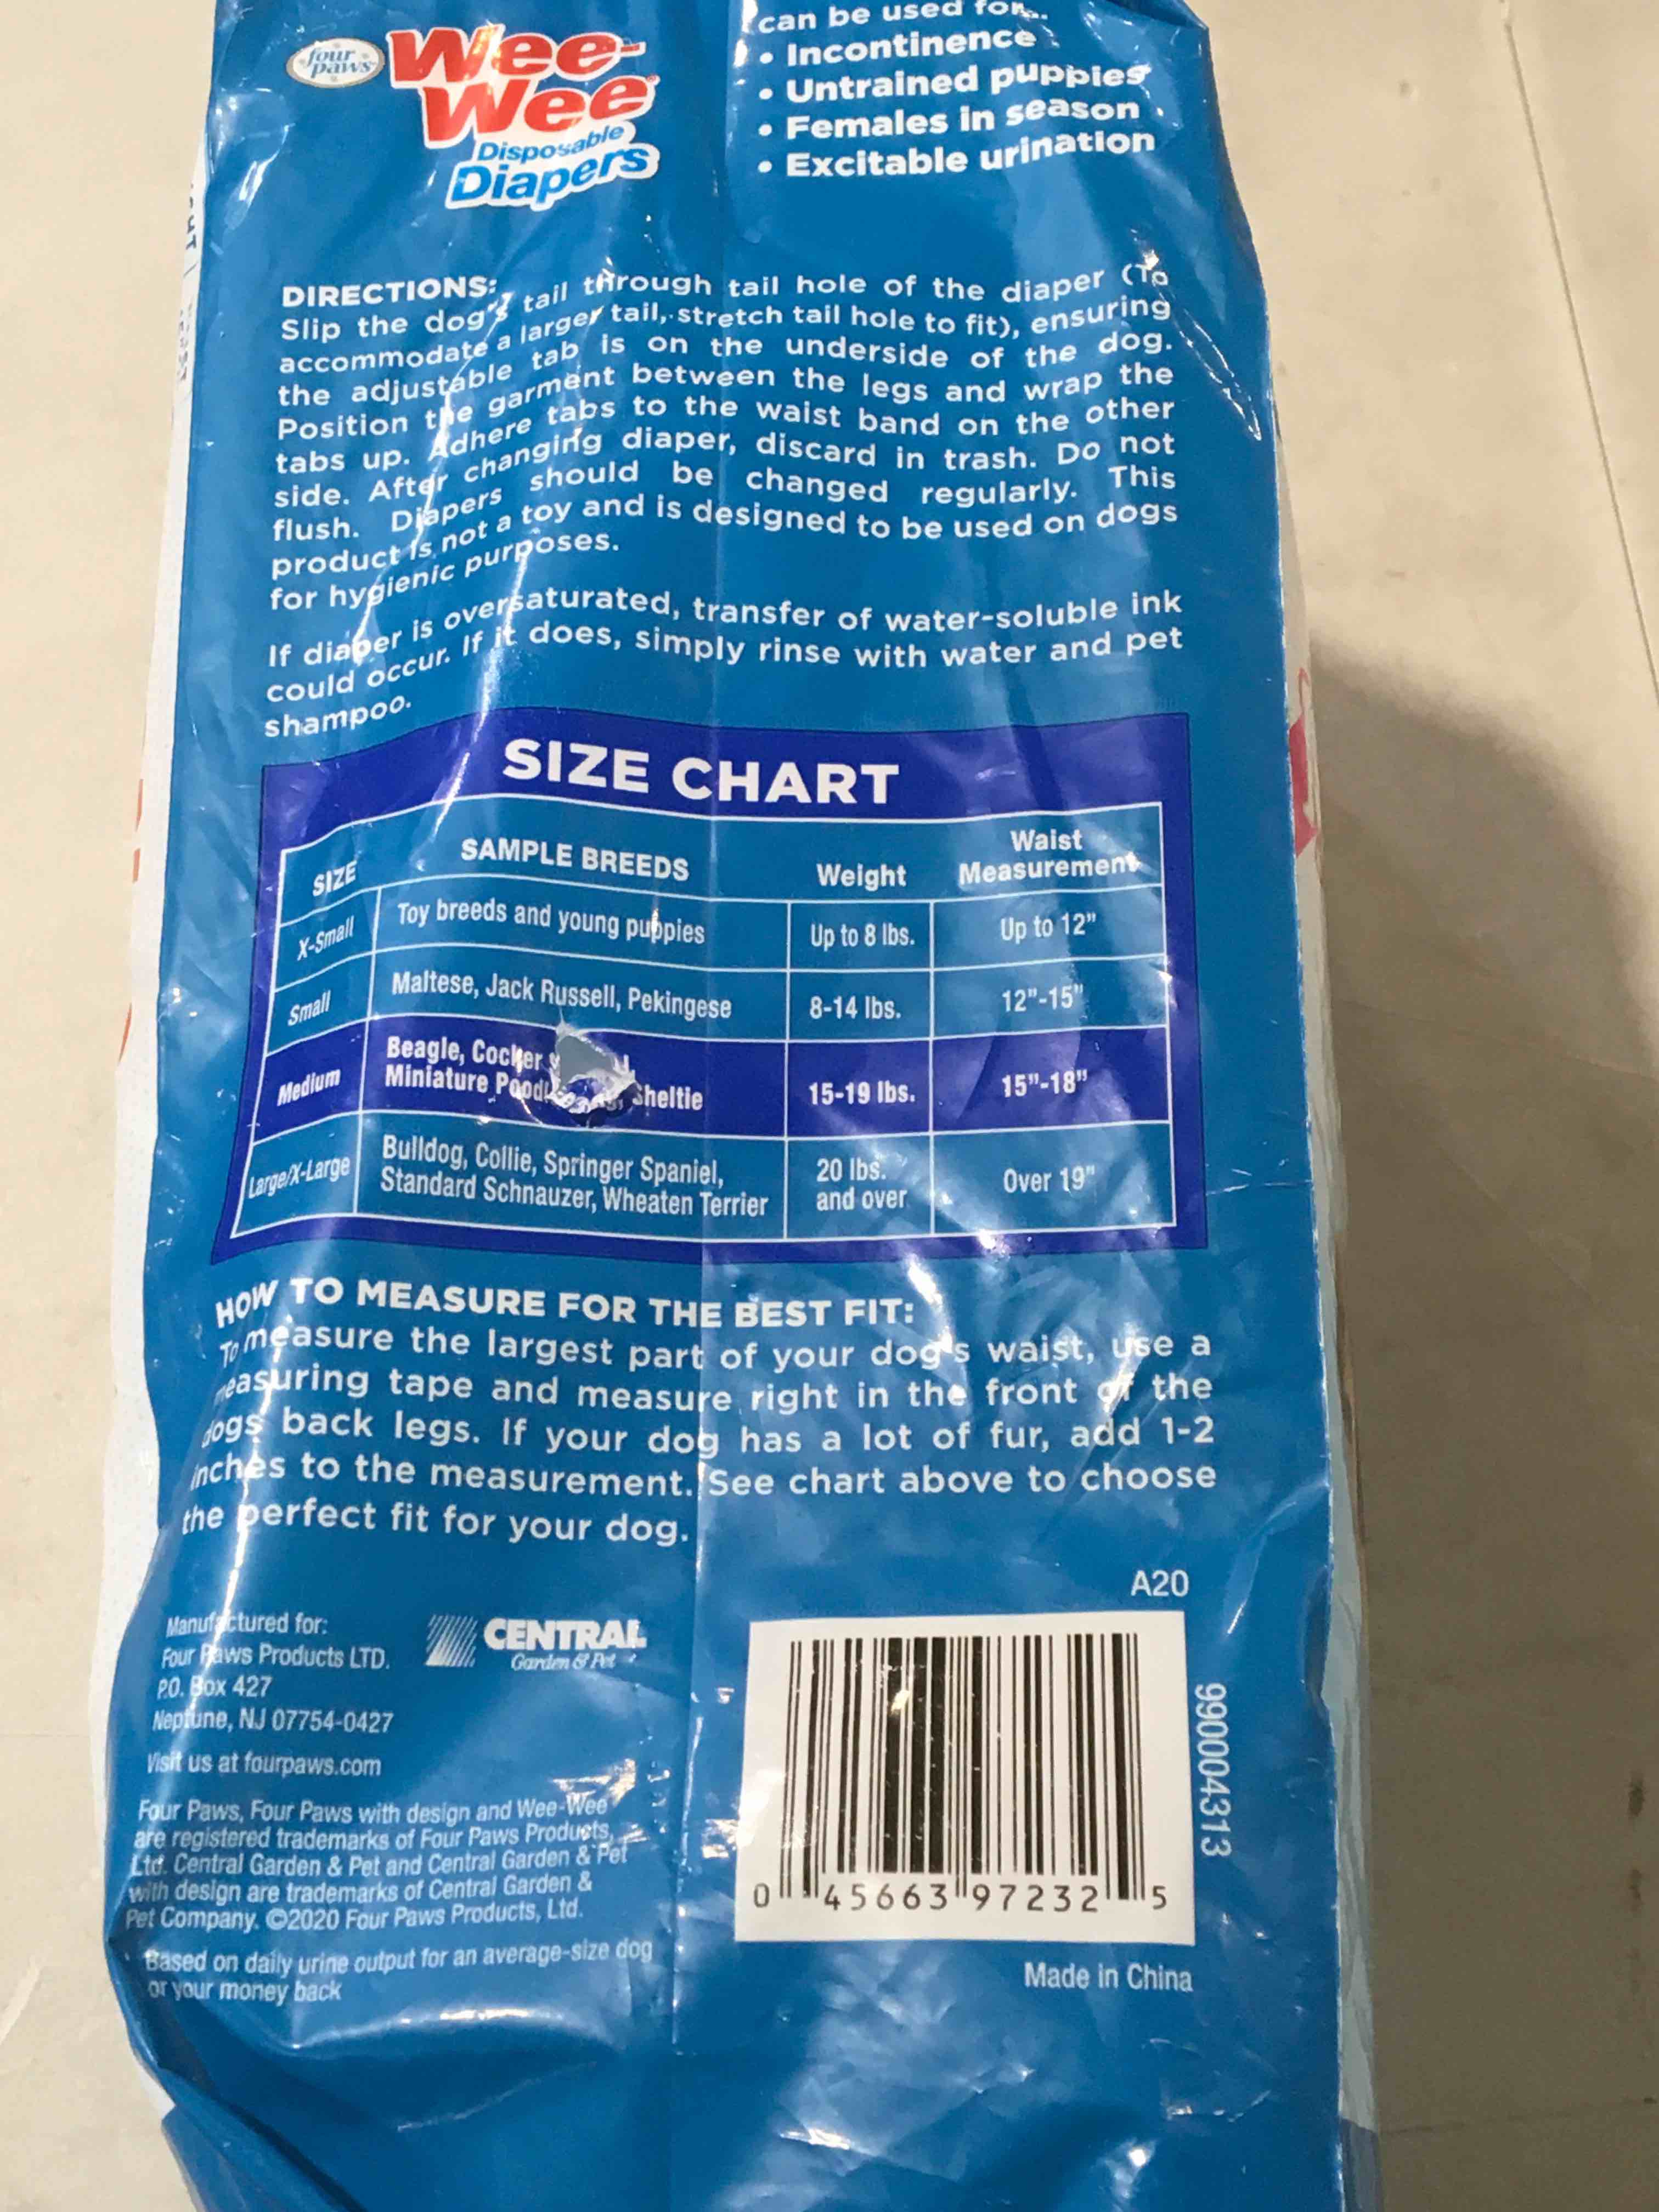 four paws
Wee-
Wee
Disposable
Diapers
can be used for...
• Incontinence
• Untrained puppies
• Females in season
• Excitable urination
DIRECTIONS:
Slip the dog's tail through tail hole of the diaper (To
accommodate a larger tail, stretch tail hole to fit), ensuring
the adjustable tab is on the underside of the dog.
Position the garment between the legs and wrap the
tabs up. Adhere tabs to the waist band on the other
side. After changing diaper, discard in trash. Do not
flush. Diapers should be changed regularly. This
product is not a toy and is designed to be used on dogs
for hygienic purposes.
If diaper is oversaturated, transfer of water-soluble ink
could occur. If it does, simply rinse with water and pet
shampoo.
SIZE CHART
SIZE SAMPLE BREEDS Weight Waist Measurement
X-Small Toy breeds and young puppies Up to 8 lbs. Up to 12"
Small Maltese, Jack Russell, Pekingese 8-14 lbs. 12"-15"
Medium Beagle, Cocker
Miniature Sheltie 15-19 lbs. 15"-18"
Large/X-Large Bulldog, Collie, Springer Spaniel,
Standard Schnauzer, Wheaten Terrier 20 lbs. and over Over 19"
HOW TO MEASURE FOR THE BEST FIT:
To measure the largest part of your dog's waist, use a
measuring tape and measure right in the front of the
dogs back legs. If your dog has a lot of fur, add 1-2
inches to the measurement. See chart above to choose
the perfect fit for your dog.
A20
Manufactured for:
Four Paws Products LTD.
P.O. Box 427
Neptune, NJ 07754-0427
CENTRAL
Garden & Pet
Visit us at fourpaws.com
Four Paws, Four Paws with design and Wee-Wee
are registered trademarks of Four Paws Products,
Ltd. Central Garden & Pet and Central Garden & Pet
with design are trademarks of Central Garden &
Pet Company. ©2020 Four Paws Products, Ltd.
Based on daily urine output for an average-size dog
or your money back
990004313
0 45663 97232 5
Made in China